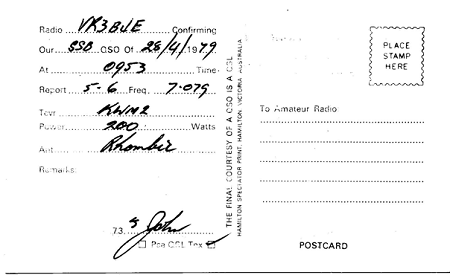 Radio VK3BJE Confirming
Our SSB QSO Of 28/4/1979
At 0953 Time
Report 5-6 Freq. 7.079
Tcvr KWM2
Power 200 Watts
Ant. Rhombic
Remarks
73.s John
Pse QSL Tnx
THE FINAL COURTESY OF A QSO IS A QSL
HAMILTON SPECTATOR PRINT, HAMILTON VICTORIA AUSTRALIA
PLACE
STAMP
HERE
To Amateur Radio
POSTCARD